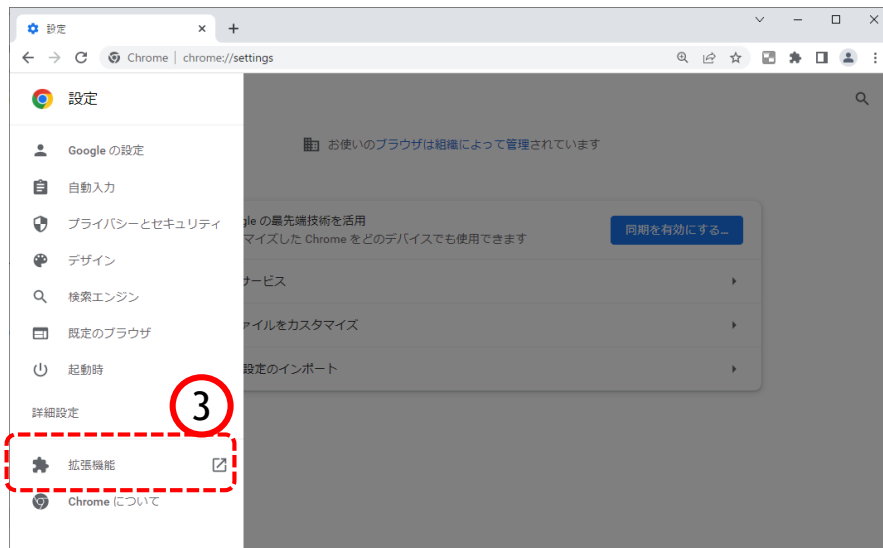 設定
Chrome | chrome://settings
設定
お使いのブラウザは組織によって管理されています
Google の設定
自動入力
プライバシーとセキュリティ
gle の最先端技術を活用
マイズした Chrome をどのデバイスでも使用できます
同期を有効にする...
デザイン
サービス
検索エンジン
ァイルをカスタマイズ
既定のブラウザ
起動時
設定のインポート
詳細設定
3
拡張機能
Chrome について